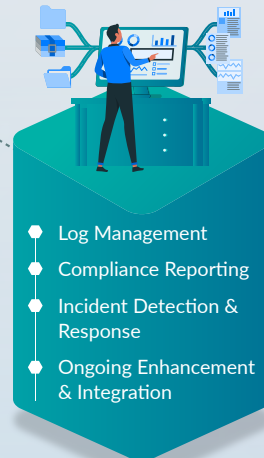 Log Management
Compliance Reporting
Incident Detection &
Response
Ongoing Enhancement
& Integration